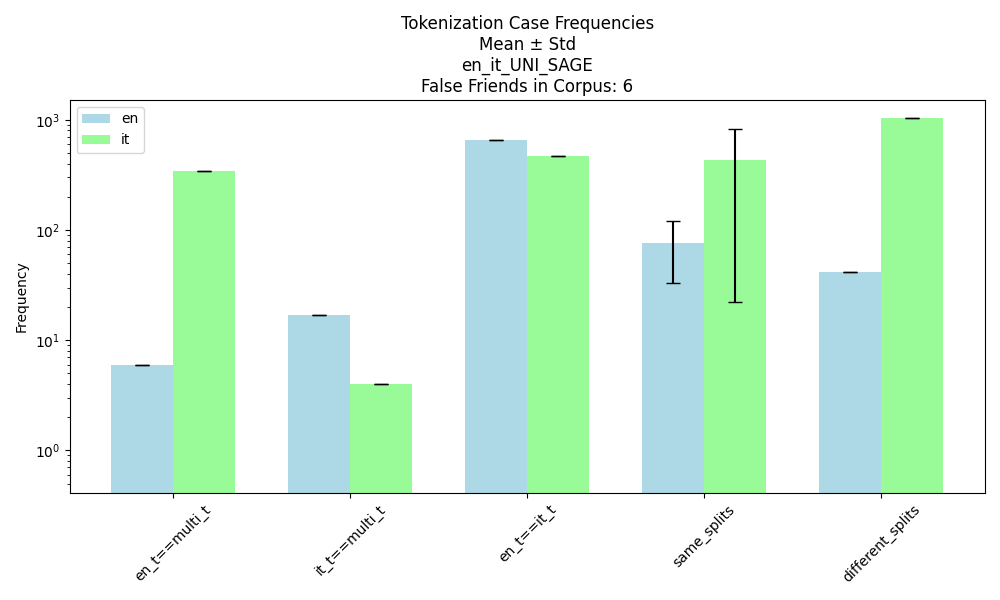 Tokenization Case Frequencies
Mean ± Std
en_it_UNI_SAGE
False Friends in Corpus: 6
en
it
Frequency
10³
10²
10¹
10⁰
en_t==multi_t
it_t==multi_t
en_t==it_t
same_splits
different_splits